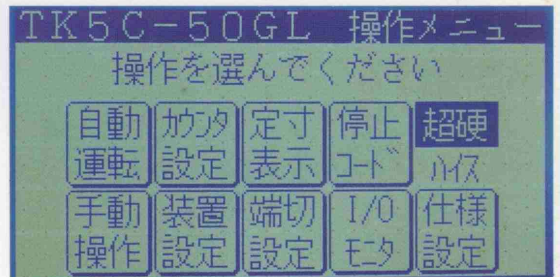 TK5C-50GL 操作メニュー
操作を選んでください
自動 カウンタ 定寸 停止 超硬
運転 設定 表示 コード ハイス
手動 装置 端切 I/O 仕様
操作 設定 設定 モニタ 設定